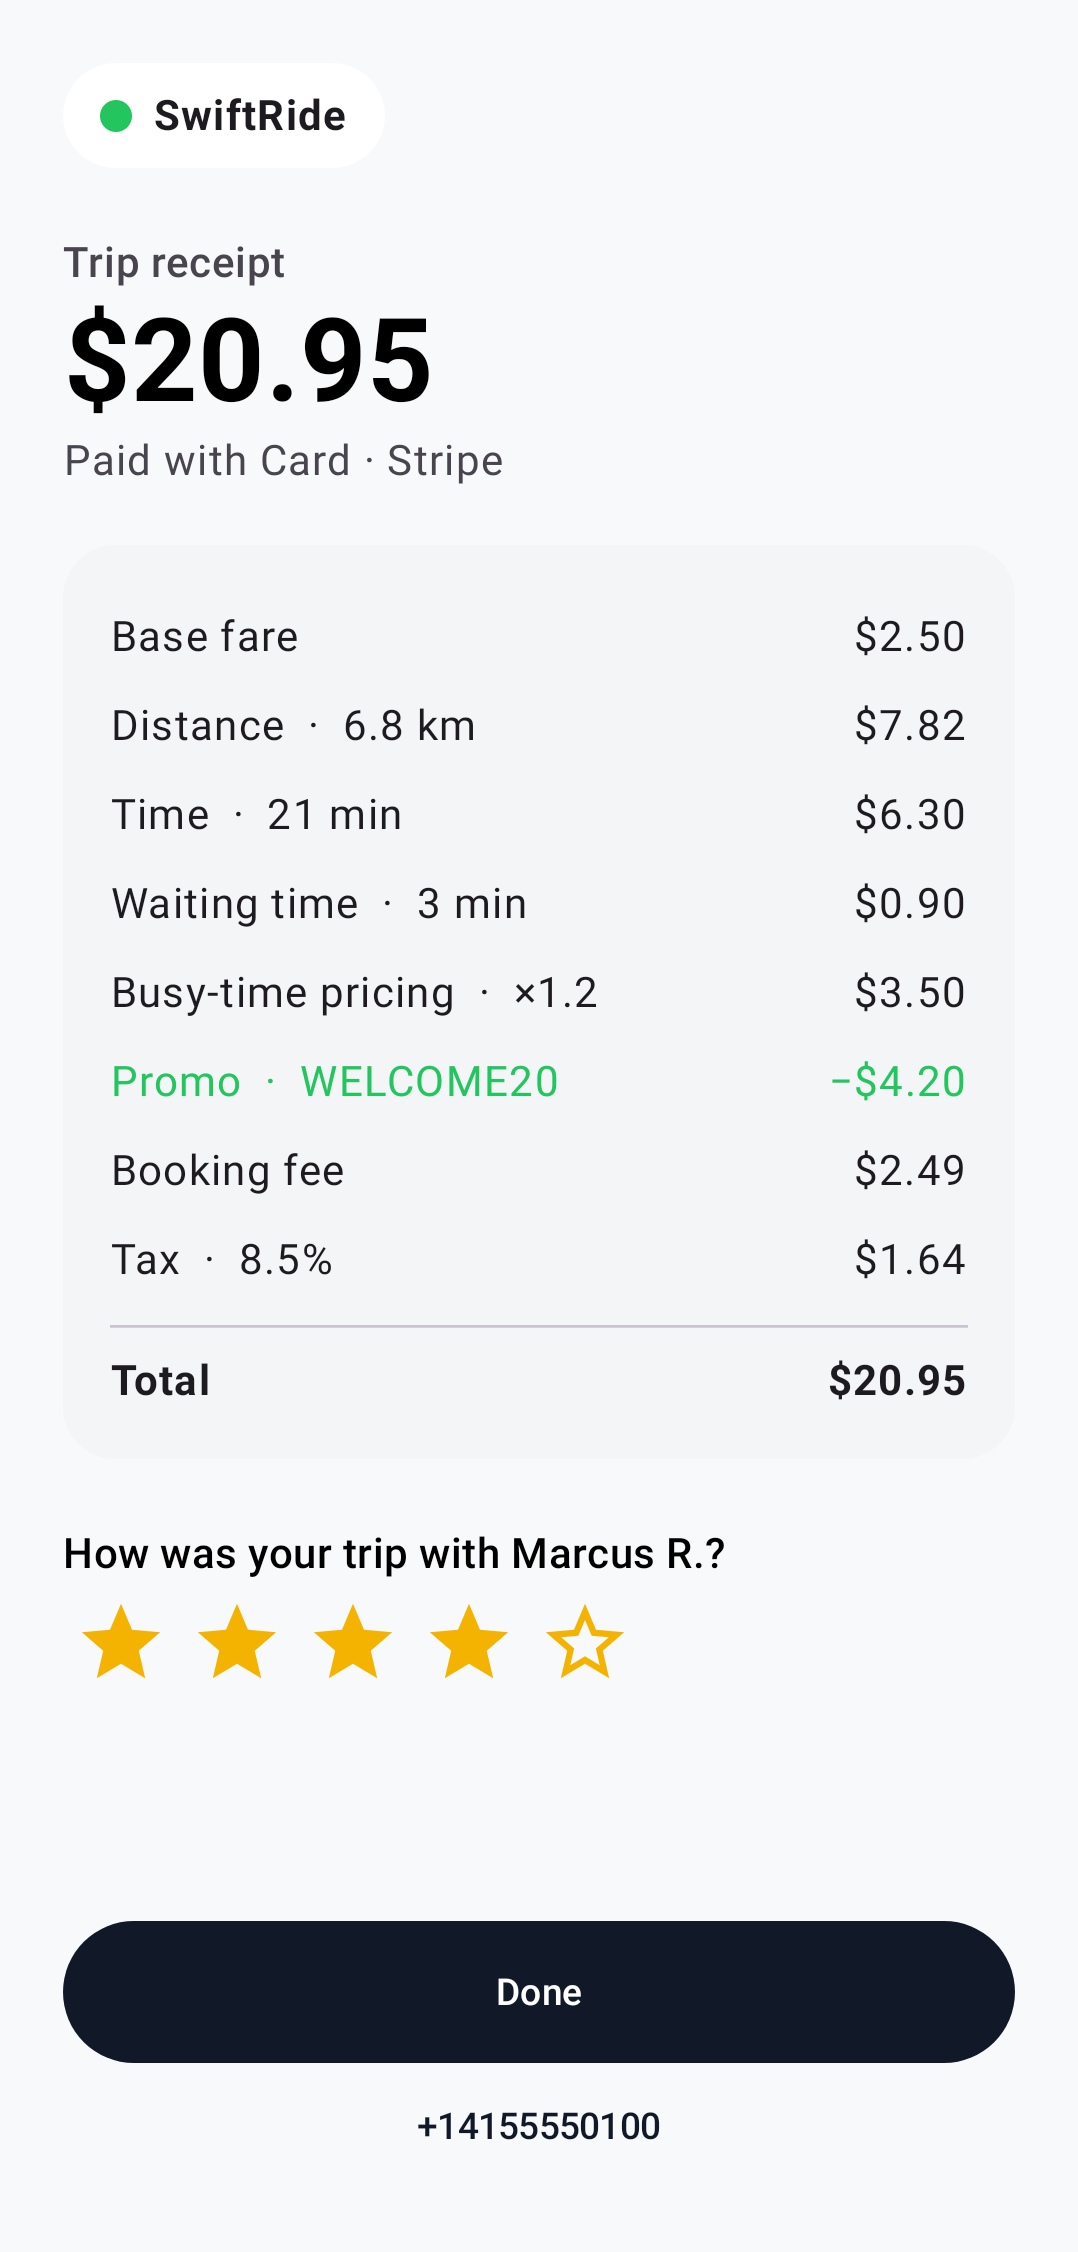 SwiftRide
Trip receipt
$20.95
Paid with Card · Stripe
Base fare $2.50
Distance · 6.8 km $7.82
Time · 21 min $6.30
Waiting time · 3 min $0.90
Busy-time pricing · ×1.2 $3.50
Promo · WELCOME20 −$4.20
Booking fee $2.49
Tax · 8.5% $1.64
Total $20.95
How was your trip with Marcus R.?
Done
+14155550100